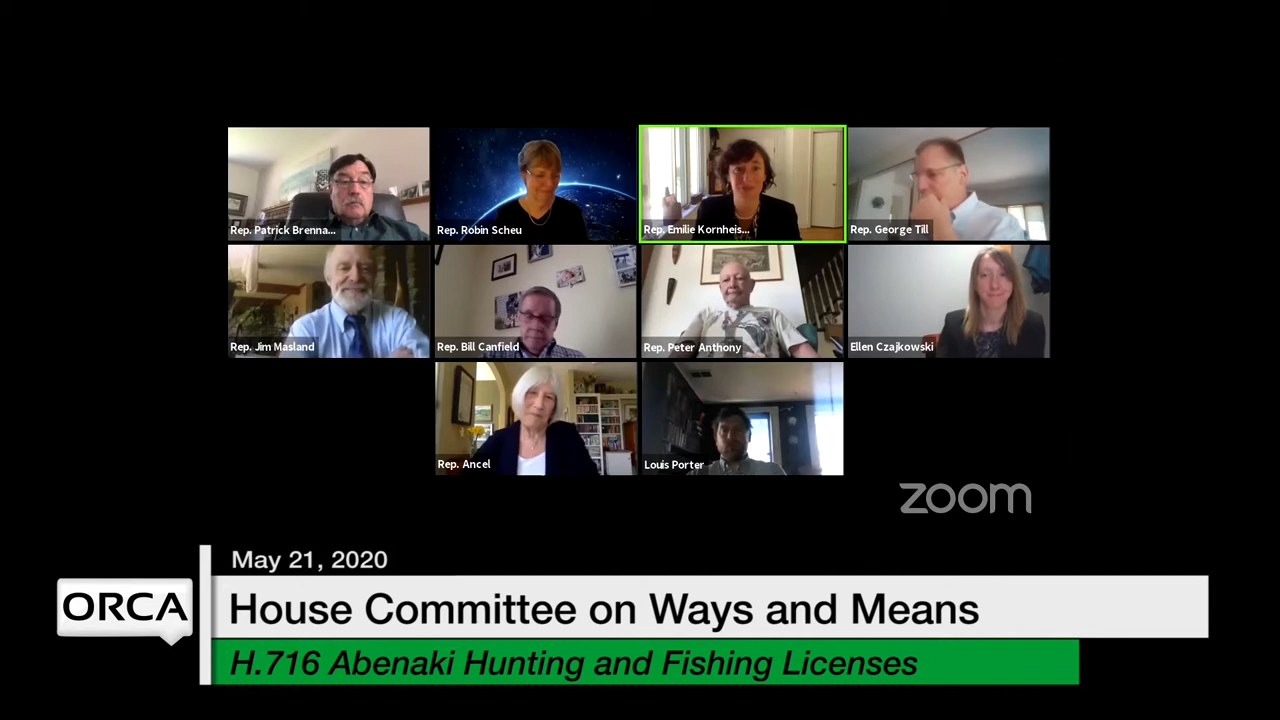 Rep. Patrick Brenna...
Rep. Robin Scheu
Rep. Emilie Kornheis...
Rep. George Till
Rep. Jim Masland
Rep. Bill Canfield
Rep. Peter Anthony
Ellen Czajkowski
Rep. Ancel
Louis Porter
zoom
May 21, 2020
ORCA
House Committee on Ways and Means
H.716 Abenaki Hunting and Fishing Licenses